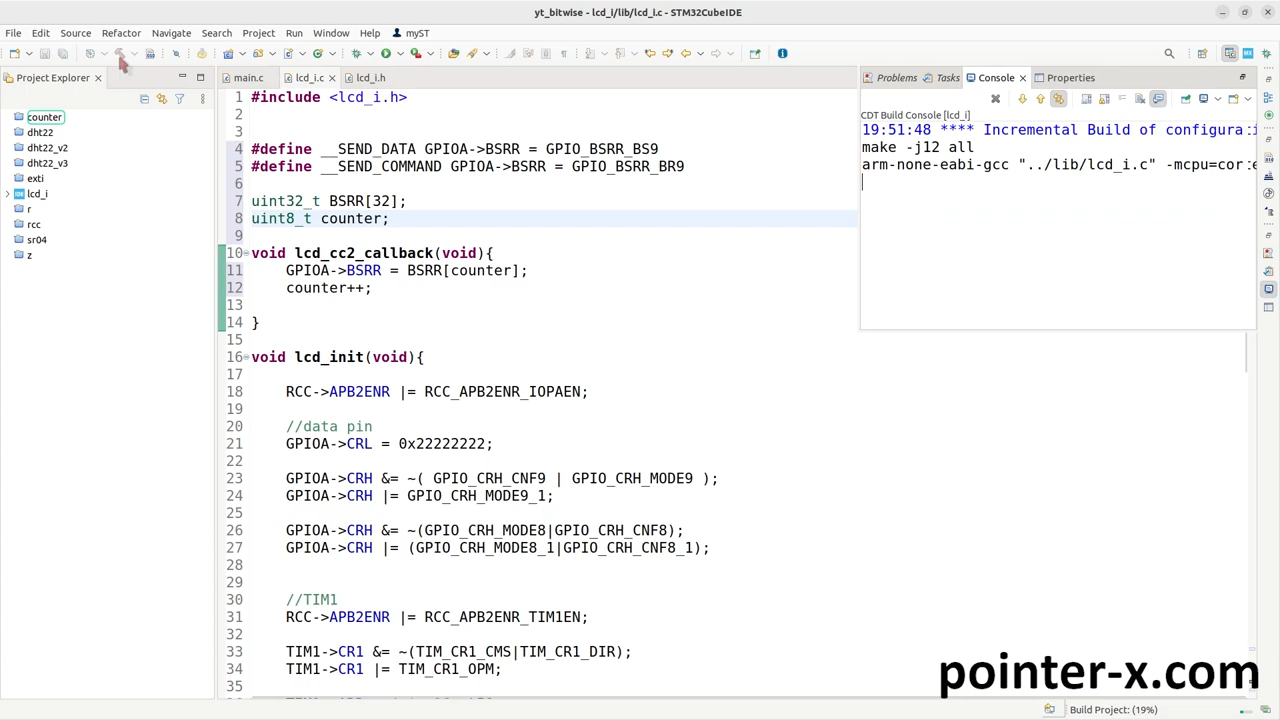 yt_bitwise - lcd_i/lib/lcd_i.c - STM32CubeIDE
File Edit Source Refactor Navigate Search Project Run Window Help myST
Project Explorer
counter
dht22
dht22_v2
dht22_v3
exti
lcd_i
r
rcc
sr04
z
main.c lcd_i.c lcd_i.h
1 #include <lcd_i.h>
2
3
4 #define __SEND_DATA GPIOA->BSRR = GPIO_BSRR_BS9
5 #define __SEND_COMMAND GPIOA->BSRR = GPIO_BSRR_BR9
6
7 uint32_t BSRR[32];
8 uint8_t counter;
9
10 void lcd_cc2_callback(void){
11 GPIOA->BSRR = BSRR[counter];
12 counter++;
13
14 }
15
16 void lcd_init(void){
17
18 RCC->APB2ENR |= RCC_APB2ENR_IOPAEN;
19
20 //data pin
21 GPIOA->CRL = 0x22222222;
22
23 GPIOA->CRH &= ~( GPIO_CRH_CNF9 | GPIO_CRH_MODE9 );
24 GPIOA->CRH |= GPIO_CRH_MODE9_1;
25
26 GPIOA->CRH &= ~(GPIO_CRH_MODE8|GPIO_CRH_CNF8);
27 GPIOA->CRH |= (GPIO_CRH_MODE8_1|GPIO_CRH_CNF8_1);
28
29
30 //TIM1
31 RCC->APB2ENR |= RCC_APB2ENR_TIM1EN;
32
33 TIM1->CR1 &= ~(TIM_CR1_CMS|TIM_CR1_DIR);
34 TIM1->CR1 |= TIM_CR1_OPM;
35
Problems Tasks Console Properties
CDT Build Console [lcd_i]
19:51:48 **** Incremental Build of configurati
make -j12 all
arm-none-eabi-gcc "../lib/lcd_i.c" -mcpu=corte
pointer-x.com
Build Project: (19%)